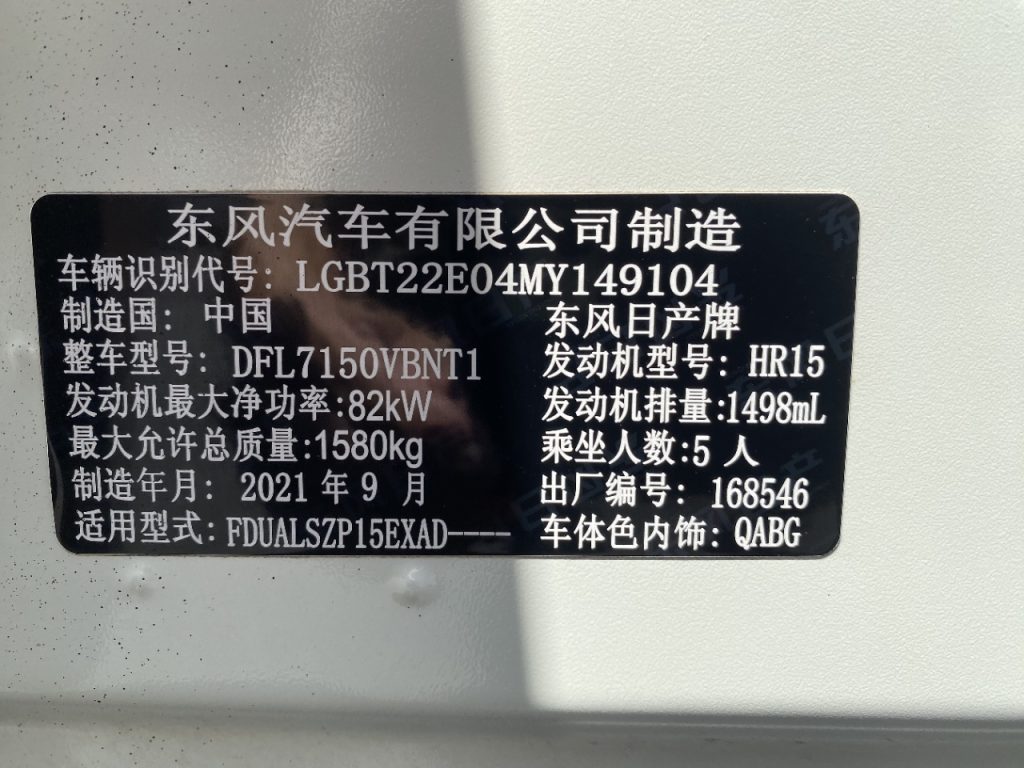 东风汽车有限公司制造
车辆识别代号: LGBT22E04MY149104
制造国: 中国 东风日产牌
整车型号: DFL7150VBNT1 发动机型号: HR15
发动机最大净功率:82kW 发动机排量:1498mL
最大允许总质量:1580kg 乘坐人数:5 人
制造年月: 2021 年 9 月 出厂编号: 168546
适用型式: FDUALSZP15EXAD---- 车体色内饰: QABG